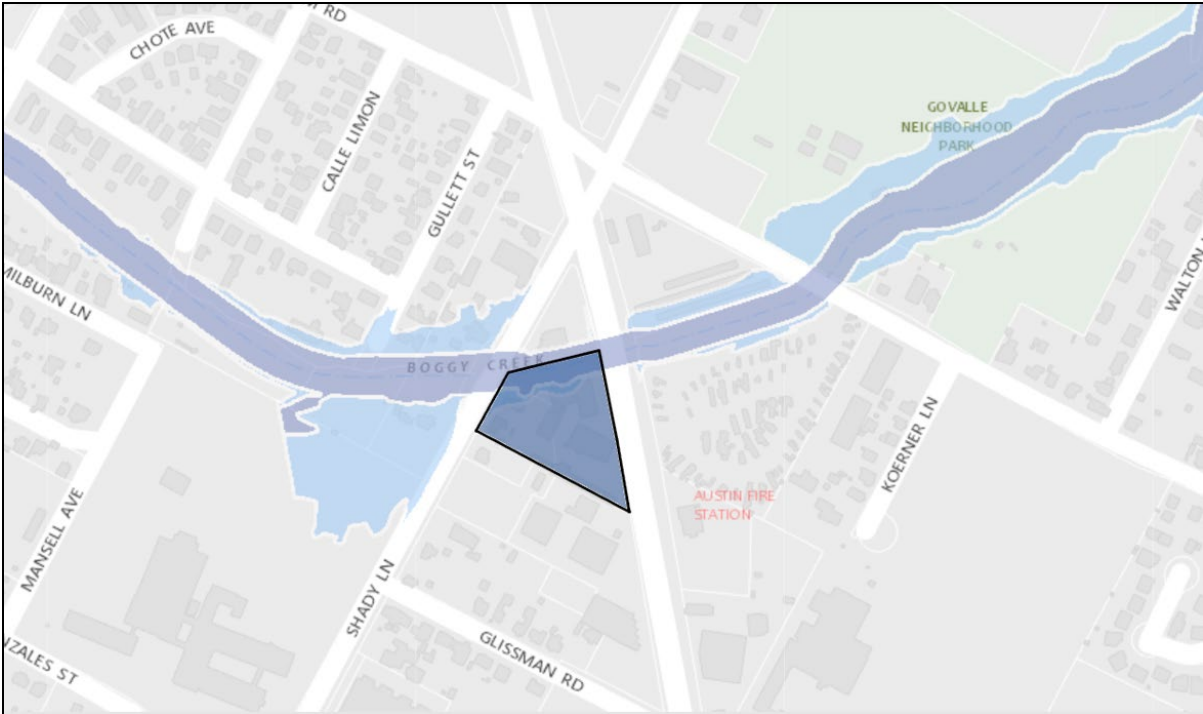 CHOTE AVE
RD
CALLE LIMON
GULLETT ST
GOVALLE
NEIGHBORHOOD
PARK
MILBURN LN
WALTON
BOGGY CREEK
KOERNER LN
AUSTIN FIRE
STATION
MANSELL AVE
SHADY LN
GLISSMAN RD
NZALES ST